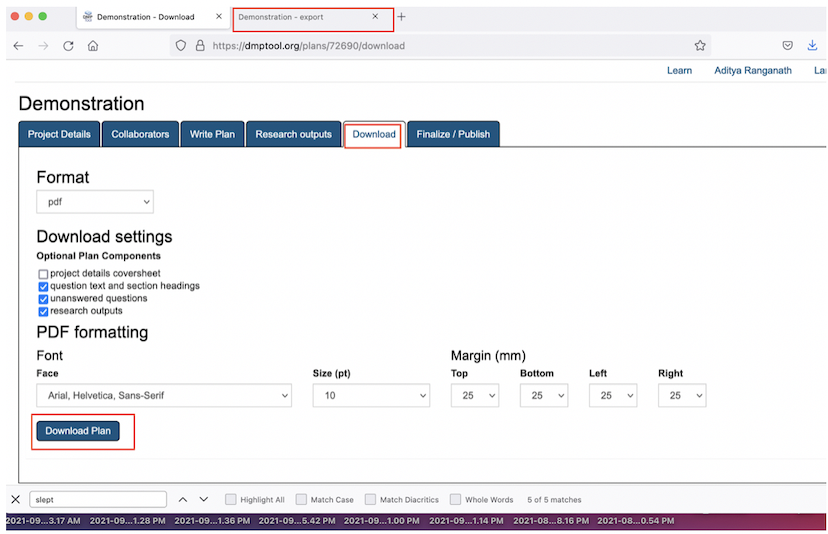 Demonstration - Download
Demonstration - export
https://dmptool.org/plans/72690/download
Learn Aditya Ranganath
Demonstration
Project Details Collaborators Write Plan Research outputs Download Finalize / Publish
Format
pdf
Download settings
Optional Plan Components
project details coversheet
question text and section headings
unanswered questions
research outputs
PDF formatting
Font Margin (mm)
Face Size (pt) Top Bottom Left Right
Arial, Helvetica, Sans-Serif 10 25 25 25 25
Download Plan
slept Highlight All Match Case Match Diacritics Whole Words 5 of 5 matches
2021-09...3.17 AM 2021-09...1.28 PM 2021-09...1.36 PM 2021-09...5.42 PM 2021-09...1.00 PM 2021-09...1.14 PM 2021-08...8.16 PM 2021-08...0.54 PM